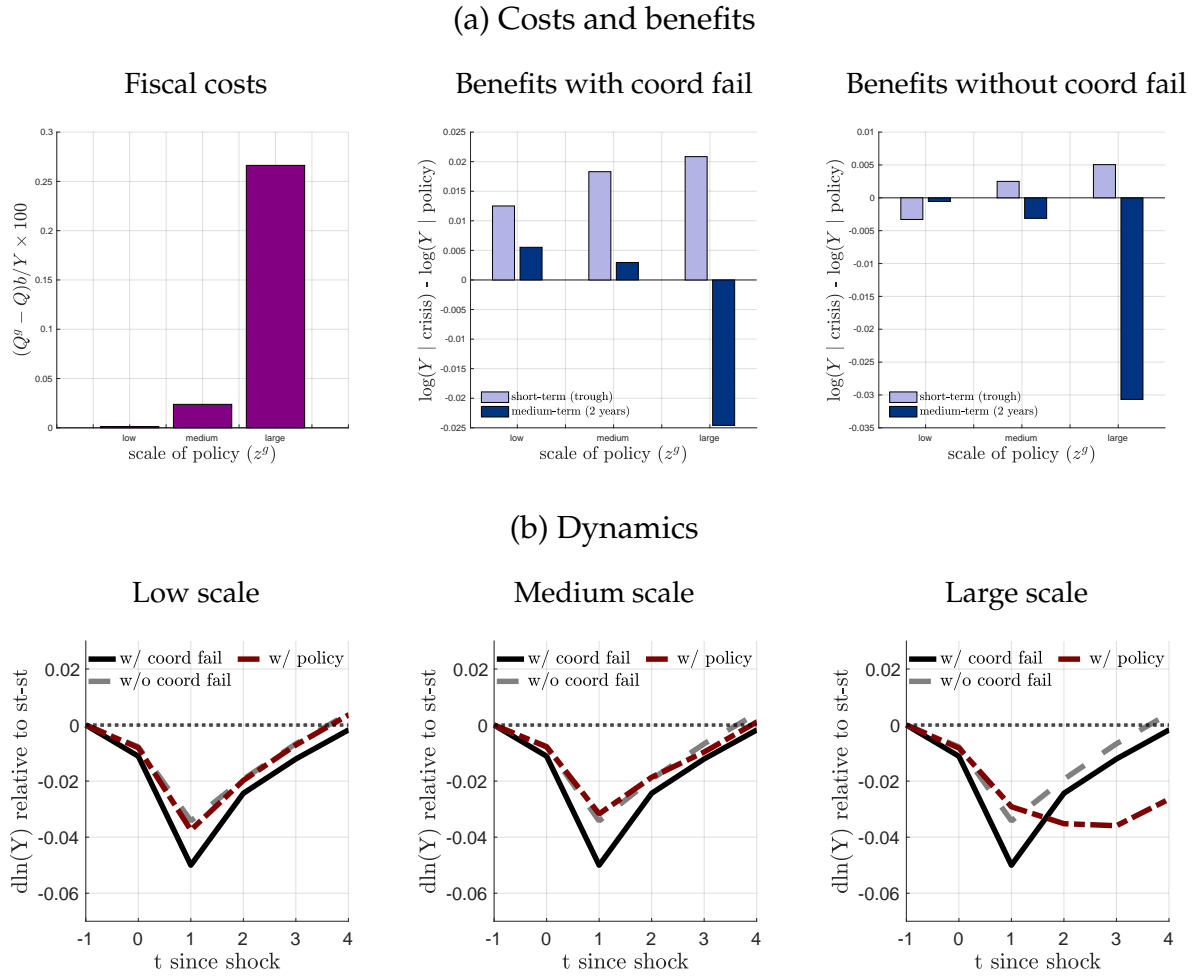 (a) Costs and benefits
Fiscal costs
Benefits with coord fail
Benefits without coord fail
(Q^g − Q)b/Y × 100
0.3
0.25
0.2
0.15
0.1
0.05
0
low
medium
large
scale of policy (z^g)
log(Y | crisis) - log(Y | policy)
0.025
0.02
0.015
0.01
0.005
0
-0.005
-0.01
-0.015
-0.02
-0.025
short-term (trough)
medium-term (2 years)
low
medium
large
scale of policy (z^g)
log(Y | crisis) - log(Y | policy)
0.01
0.005
0
-0.005
-0.01
-0.015
-0.02
-0.025
-0.03
-0.035
short-term (trough)
medium-term (2 years)
low
medium
large
scale of policy (z^g)
(b) Dynamics
Low scale
Medium scale
Large scale
dln(Y) relative to st-st
0.02
0
-0.02
-0.04
-0.06
w/ coord fail
w/ policy
w/o coord fail
-1 0 1 2 3 4
t since shock
dln(Y) relative to st-st
0.02
0
-0.02
-0.04
-0.06
w/ coord fail
w/ policy
w/o coord fail
-1 0 1 2 3 4
t since shock
dln(Y) relative to st-st
0.02
0
-0.02
-0.04
-0.06
w/ coord fail
w/ policy
w/o coord fail
-1 0 1 2 3 4
t since shock